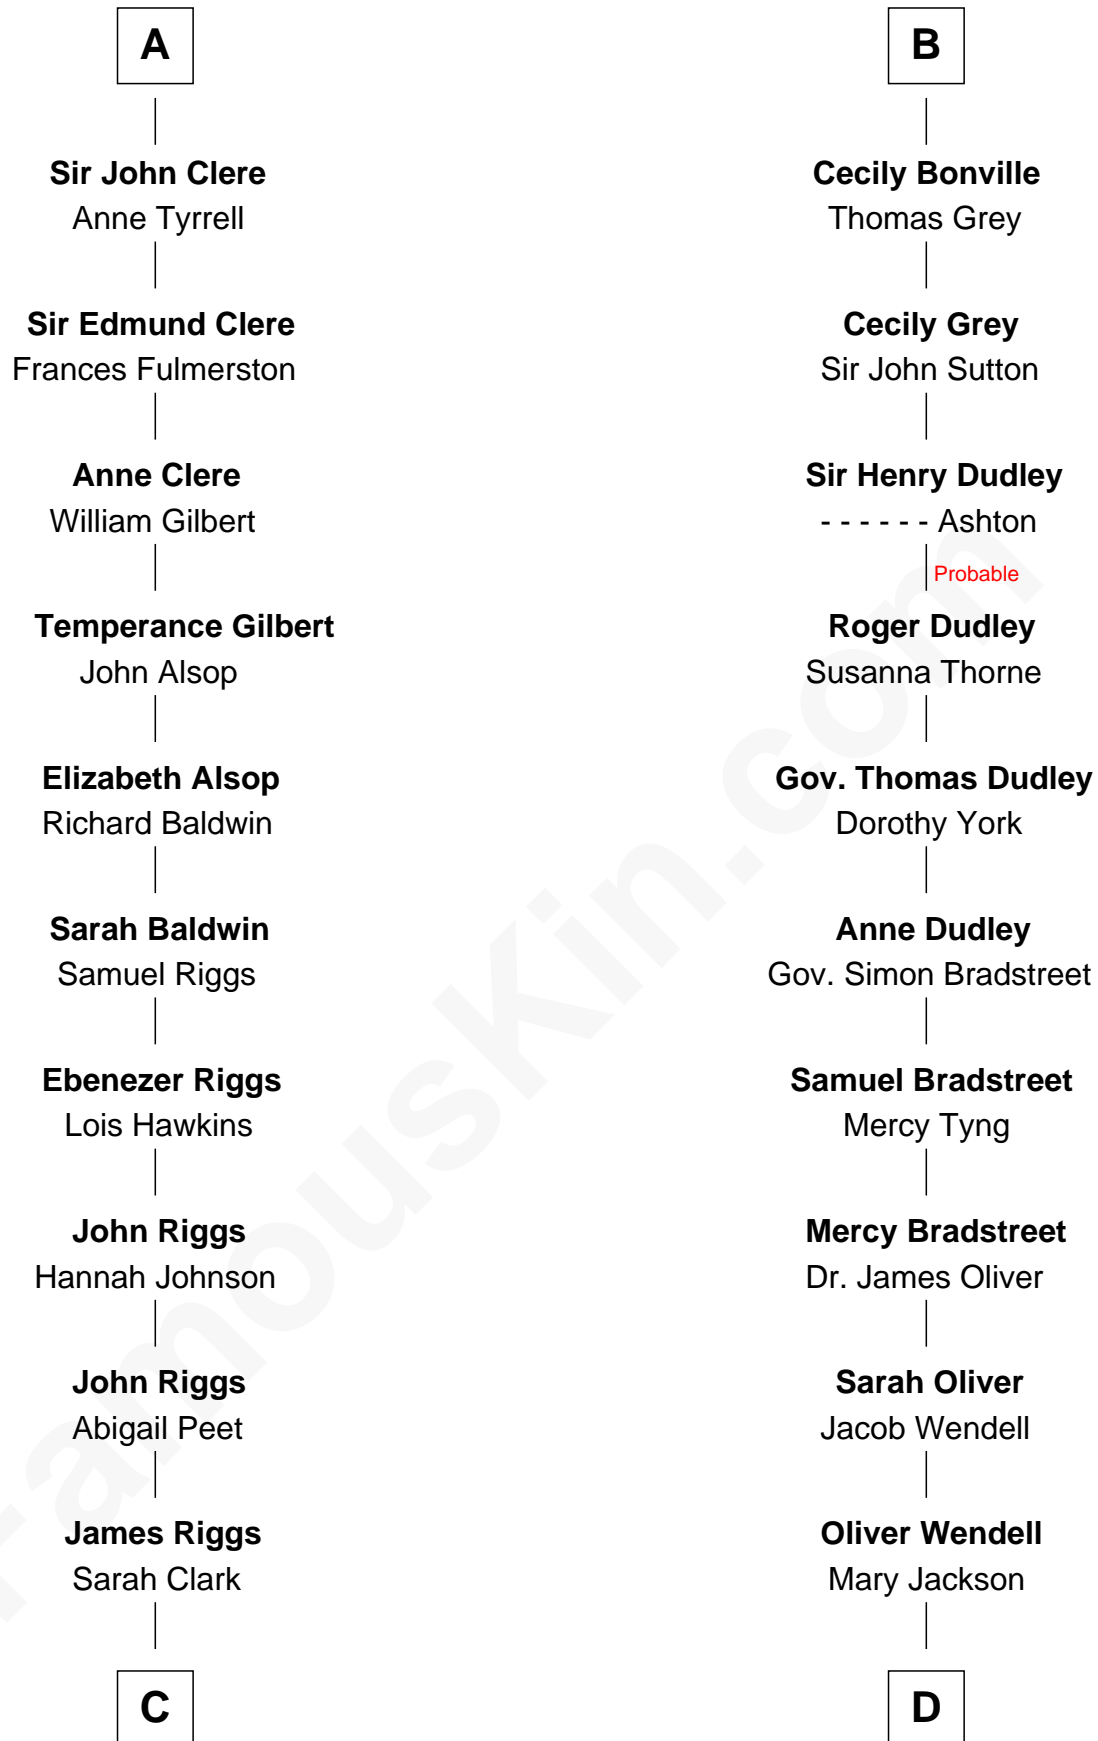 A
Sir John Clere
Anne Tyrrell
Sir Edmund Clere
Frances Fulmerston
Anne Clere
William Gilbert
Temperance Gilbert
John Alsop
Elizabeth Alsop
Richard Baldwin
Sarah Baldwin
Samuel Riggs
Ebenezer Riggs
Lois Hawkins
John Riggs
Hannah Johnson
John Riggs
Abigail Peet
James Riggs
Sarah Clark
C
B
Cecily Bonville
Thomas Grey
Cecily Grey
Sir John Sutton
Sir Henry Dudley
- - - - - - Ashton
Probable
Roger Dudley
Susanna Thorne
Gov. Thomas Dudley
Dorothy York
Anne Dudley
Gov. Simon Bradstreet
Samuel Bradstreet
Mercy Tyng
Mercy Bradstreet
Dr. James Oliver
Sarah Oliver
Jacob Wendell
Oliver Wendell
Mary Jackson
D
FamousKin.com